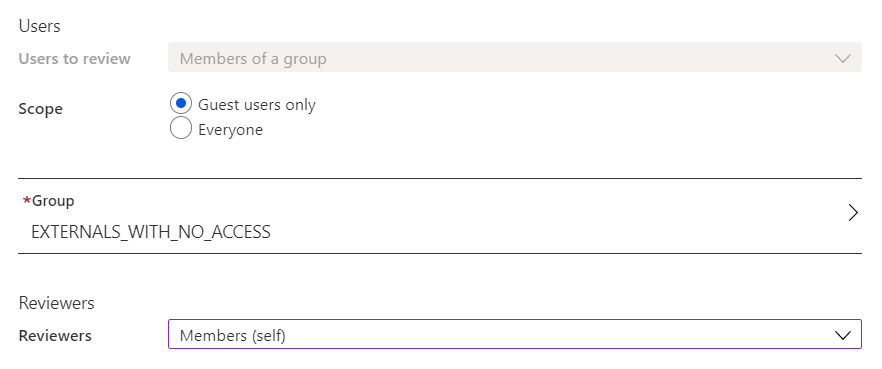 Users
Users to review
Members of a group
Scope
Guest users only
Everyone
*Group
EXTERNALS_WITH_NO_ACCESS
Reviewers
Reviewers
Members (self)